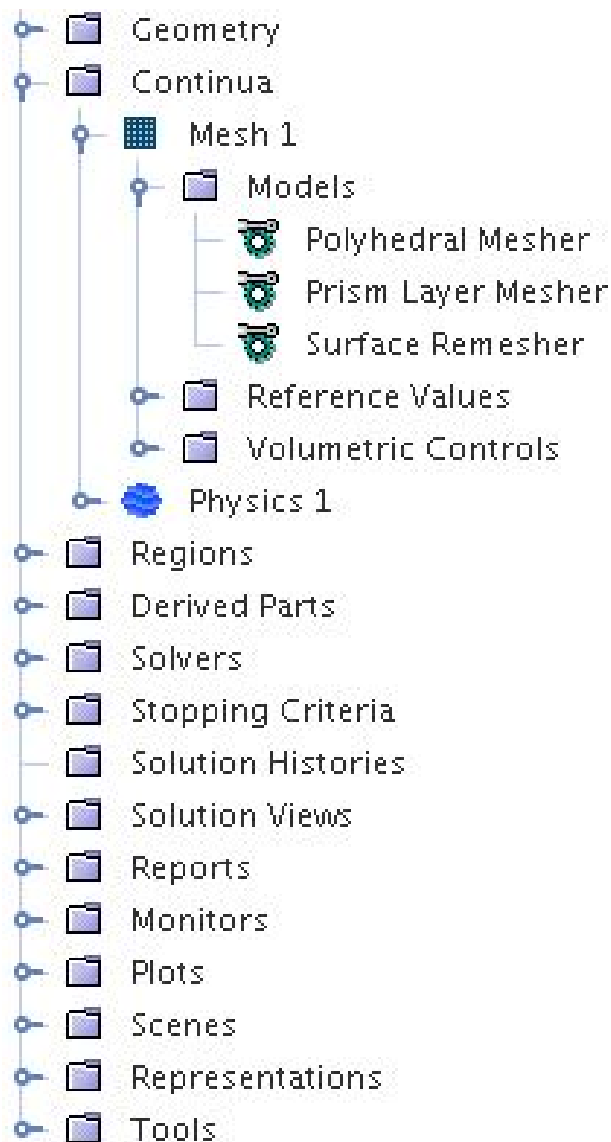 Geometry
Continua
Mesh 1
Models
Polyhedral Mesher
Prism Layer Mesher
Surface Remesher
Reference Values
Volumetric Controls
Physics 1
Regions
Derived Parts
Solvers
Stopping Criteria
Solution Histories
Solution Views
Reports
Monitors
Plots
Scenes
Representations
Tools